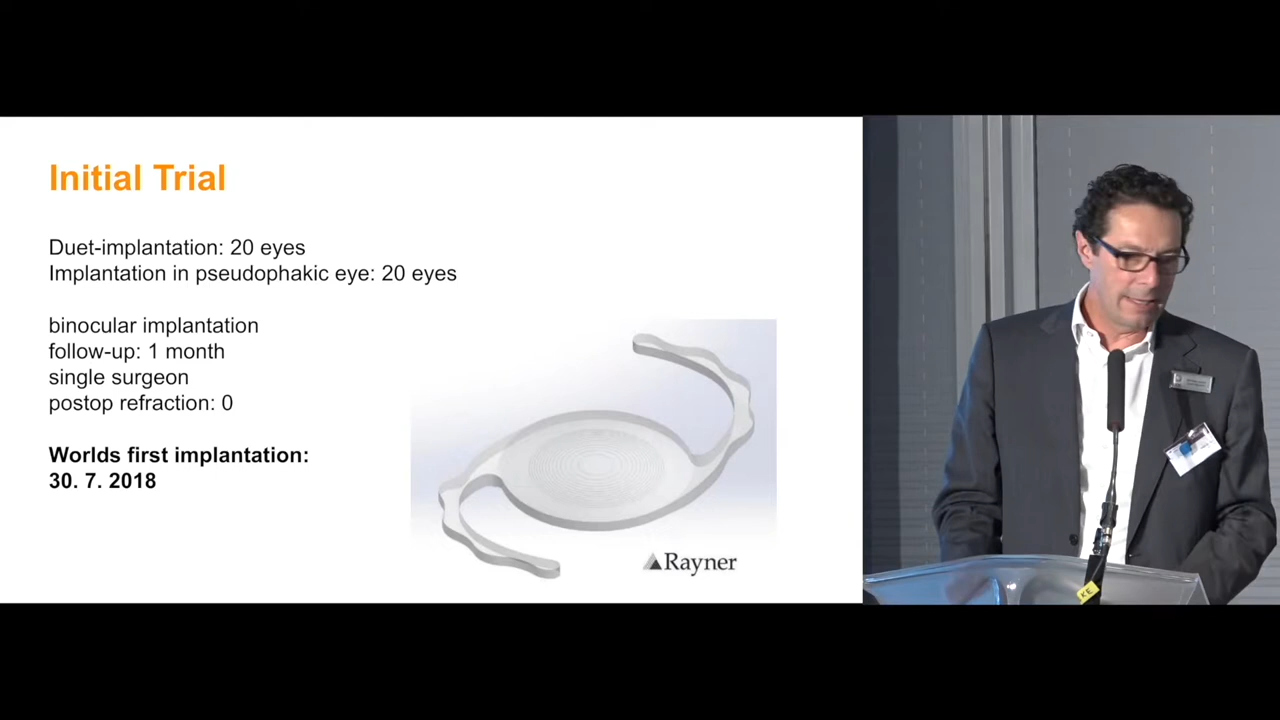 Initial Trial
Duet-implantation: 20 eyes
Implantation in pseudophakic eye: 20 eyes
binocular implantation
follow-up: 1 month
single surgeon
postop refraction: 0
Worlds first implantation:
30. 7. 2018
Rayner
KE